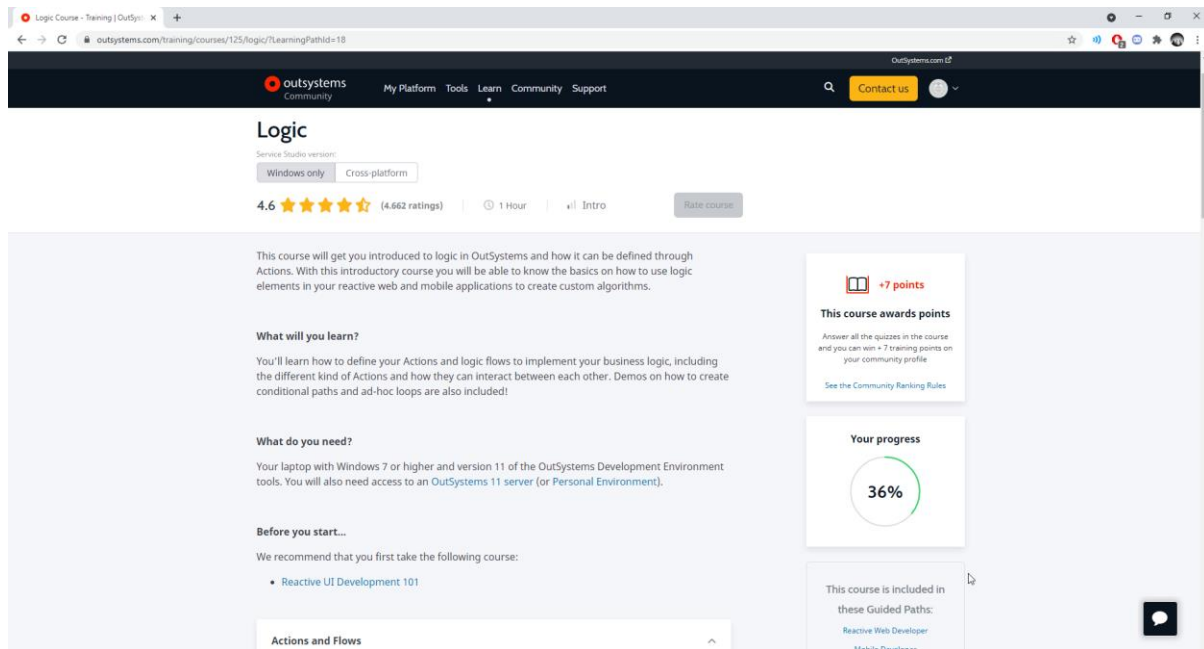 Logic Course - Training | OutSys
outsystems.com/training/courses/125/logic/?LearningPathId=18
OutSystems.com
outsystems
Community
My Platform Tools Learn Community Support
Contact us
Logic
Service Studio version:
Windows only Cross-platform
4.6 (4.662 ratings) 1 Hour Intro Rate course
This course will get you introduced to logic in OutSystems and how it can be defined through
Actions. With this introductory course you will be able to know the basics on how to use logic
elements in your reactive web and mobile applications to create custom algorithms.
What will you learn?
You'll learn how to define your Actions and logic flows to implement your business logic, including
the different kind of Actions and how they can interact between each other. Demos on how to create
conditional paths and ad-hoc loops are also included!
What do you need?
Your laptop with Windows 7 or higher and version 11 of the OutSystems Development Environment
tools. You will also need access to an OutSystems 11 server (or Personal Environment).
Before you start...
We recommend that you first take the following course:
• Reactive UI Development 101
Actions and Flows
+7 points
This course awards points
Answer all the quizzes in the course
and you can win + 7 training points on
your community profile
See the Community Ranking Rules
Your progress
36%
This course is included in
these Guided Paths:
Reactive Web Developer
Mobile Developer